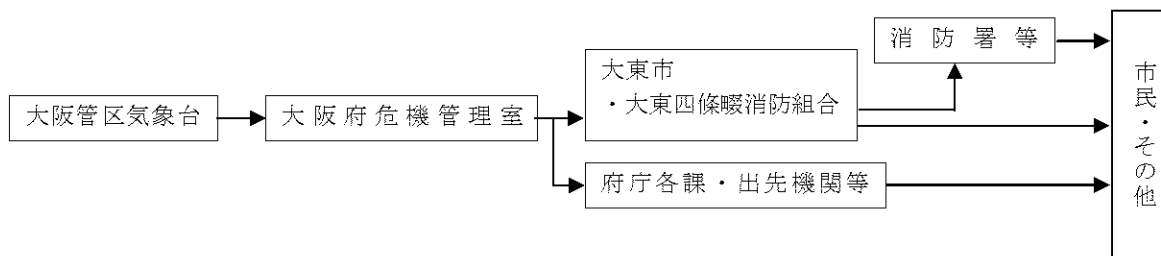 大阪管区気象台
大阪府危機管理室
大東市
・大東四條畷消防組合
消防署等
府庁各課・出先機関等
市民・その他